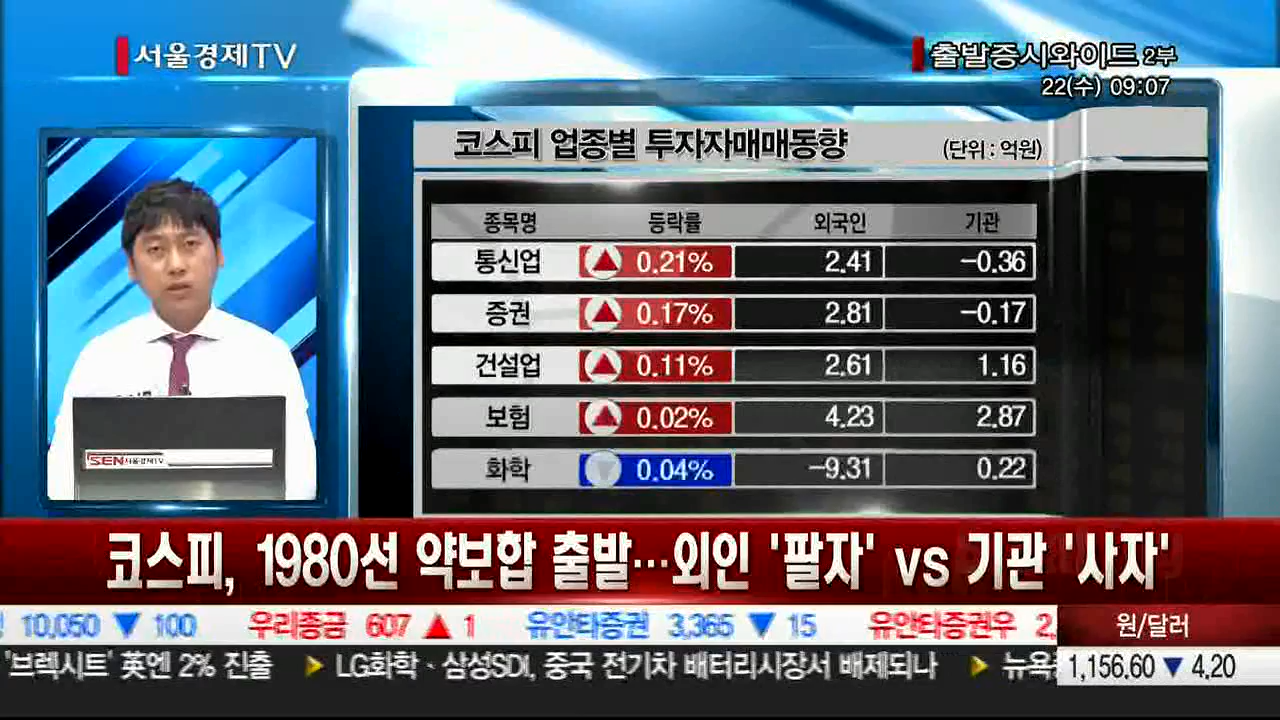 서울경제TV
출발증시와이드 2부
22(수) 09:07
코스피 업종별 투자자매매동향
(단위 : 억원)
종목명 등락률 외국인 기관
통신업 ▲ 0.21% 2.41 -0.36
증권 ▲ 0.17% 2.81 -0.17
건설업 ▲ 0.11% 2.61 1.16
보험 ▲ 0.02% 4.23 2.87
화학 ▼ 0.04% -9.31 0.22
SEN서울경제TV
코스피, 1980선 약보합 출발…외인 '팔자' vs 기관 '사자'
10,050 ▼ 100 우리종금 607 ▲ 1 유안타증권 3,365 ▼ 15 유안타증권우 2,
원/달러
'브렉시트' 英엔 2% 진출 ▶ LG화학·삼성SDI, 중국 전기차 배터리시장서 배제되나 ▶ 뉴욕
1,156.60 ▼ 4.20